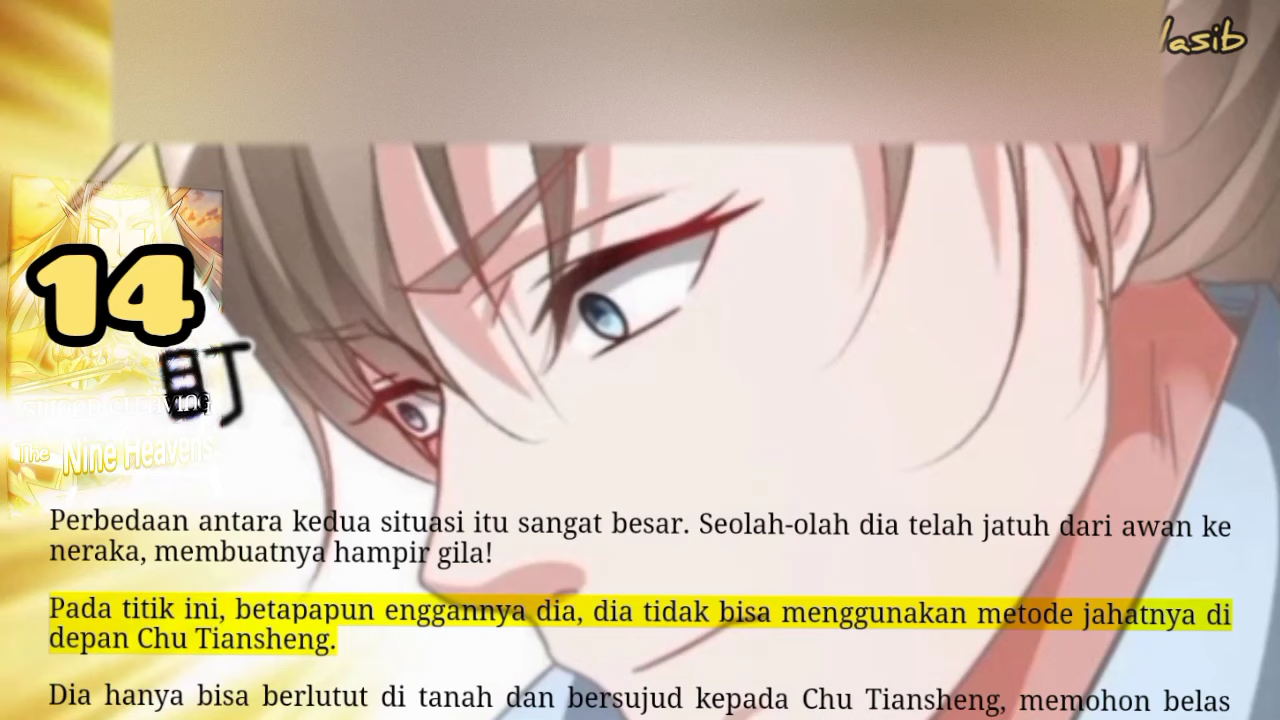 lasib
14
盯
The Nine Heavens
Perbedaan antara kedua situasi itu sangat besar. Seolah-olah dia telah jatuh dari awan ke
neraka, membuatnya hampir gila!
Pada titik ini, betapapun enggannya dia, dia tidak bisa menggunakan metode jahatnya di
depan Chu Tiansheng.
Dia hanya bisa berlutut di tanah dan bersujud kepada Chu Tiansheng, memohon belas